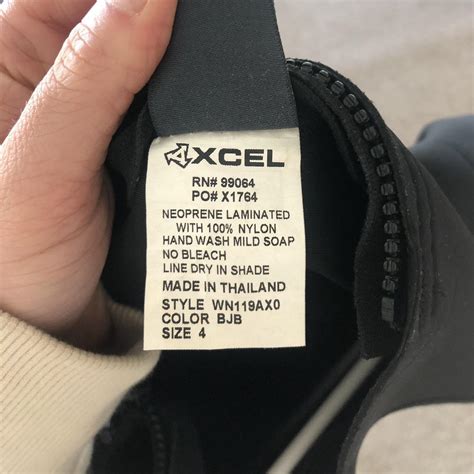 XCEL
RN# 99064
PO# X1764
NEOPRENE LAMINATED
WITH 100% NYLON
HAND WASH MILD SOAP
NO BLEACH
LINE DRY IN SHADE
MADE IN THAILAND
STYLE WN119AX0
COLOR BJB
SIZE 4